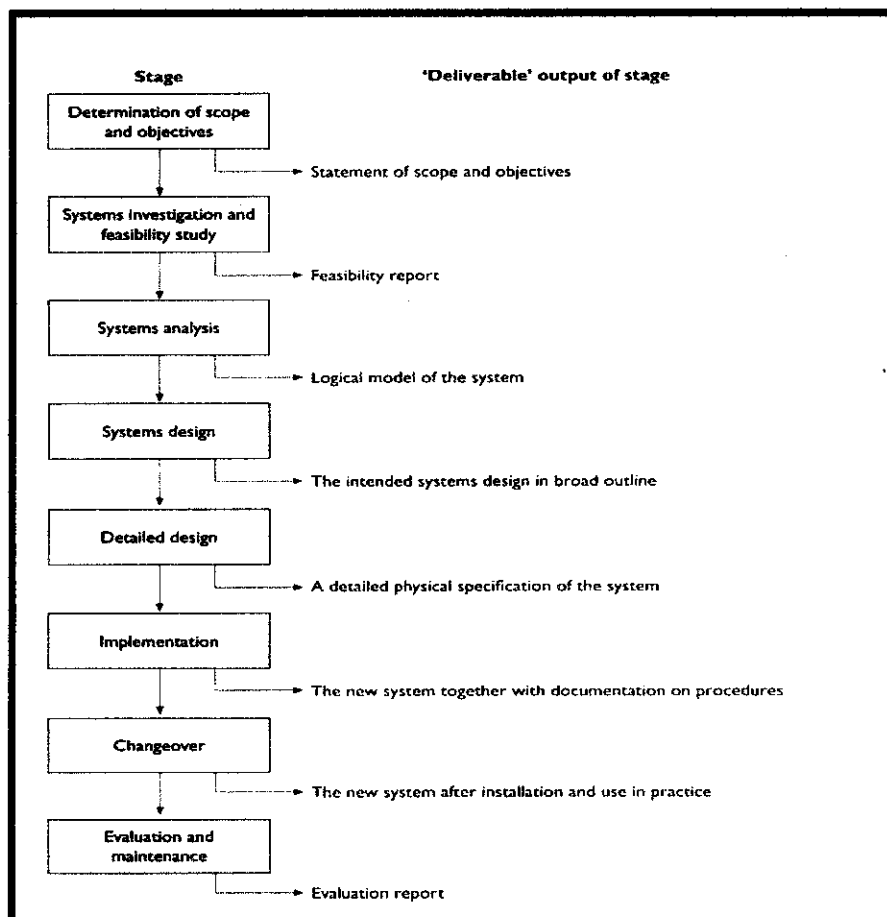 Stage
'Deliverable' output of stage
Determination of scope
and objectives
Statement of scope and objectives
Systems investigation and
feasibility study
Feasibility report
Systems analysis
Logical model of the system
Systems design
The intended systems design in broad outline
Detailed design
A detailed physical specification of the system
Implementation
The new system together with documentation on procedures
Changeover
The new system after installation and use in practice
Evaluation and
maintenance
Evaluation report